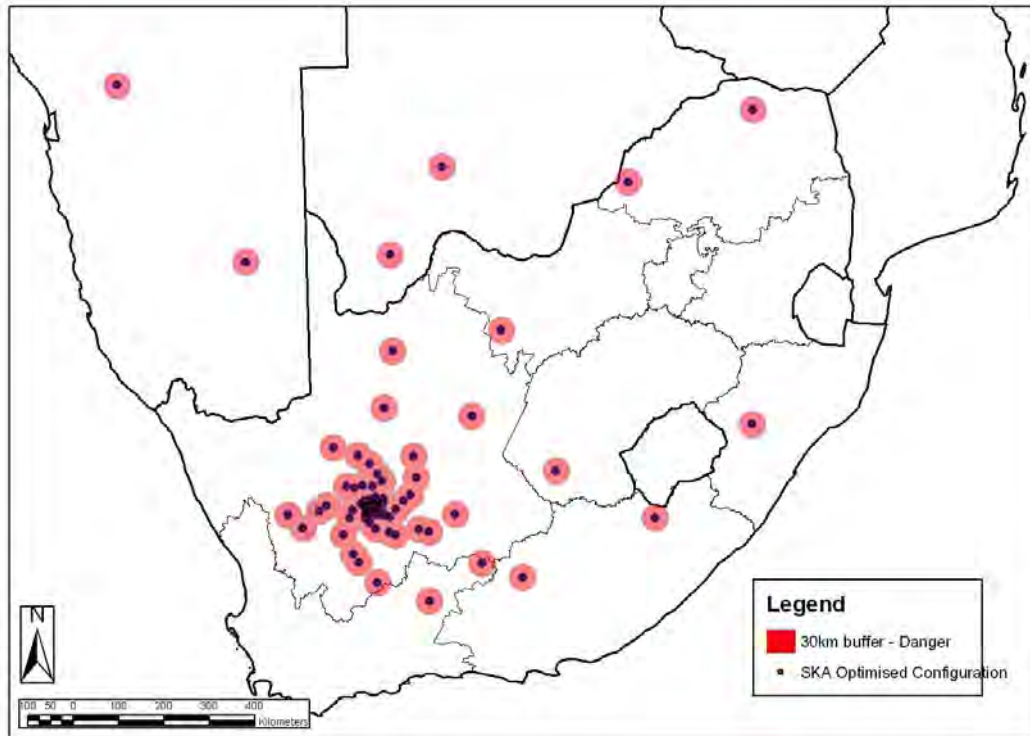 Legend
30km buffer - Danger
SKA Optimised Configuration
N
100 50 0 100 200 300 400
Kilometers